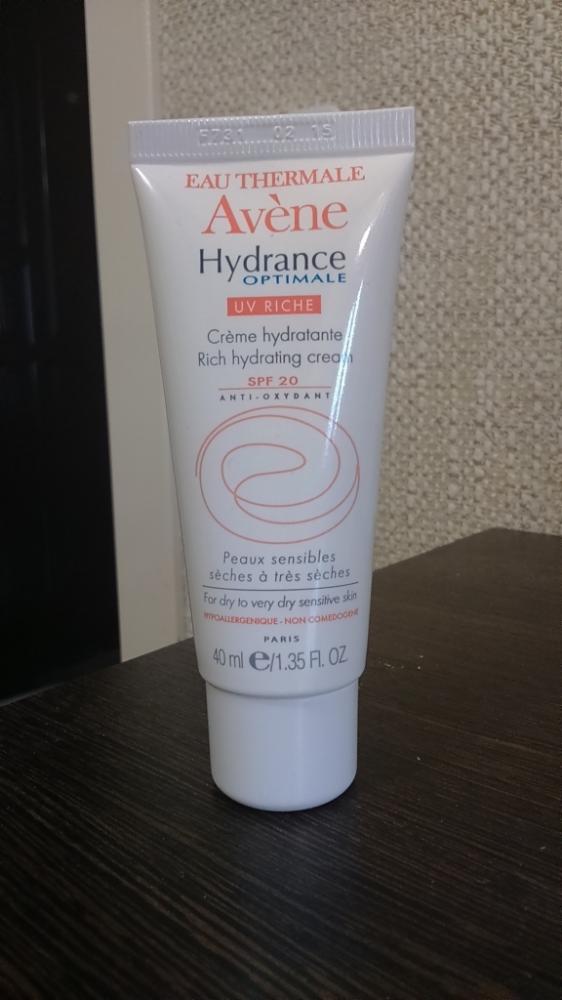 02 15
EAU THERMALE
Avène
Hydrance
OPTIMALE
UV RICHE
Crème hydratante
Rich hydrating cream
SPF 20
ANTI-OXYDANT
Peaux sensibles
sèches à très sèches
For dry to very dry sensitive skin
HYPOALLERGENIQUE - NON COMEDOGENE
PARIS
40 ml e/1.35 Fl. OZ.